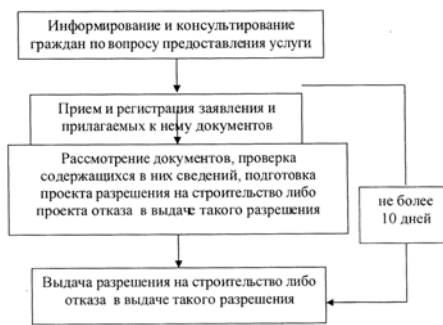 Информирование и консультирование
граждан по вопросу предоставления услуги
Прием и регистрация заявления и
прилагаемых к нему документов
Рассмотрение документов, проверка
содержащихся в них сведений, подготовка
проекта разрешения на строительство либо
проекта отказа в выдаче такого разрешения
не более
10 дней
Выдача разрешения на строительство либо
отказа в выдаче такого разрешения